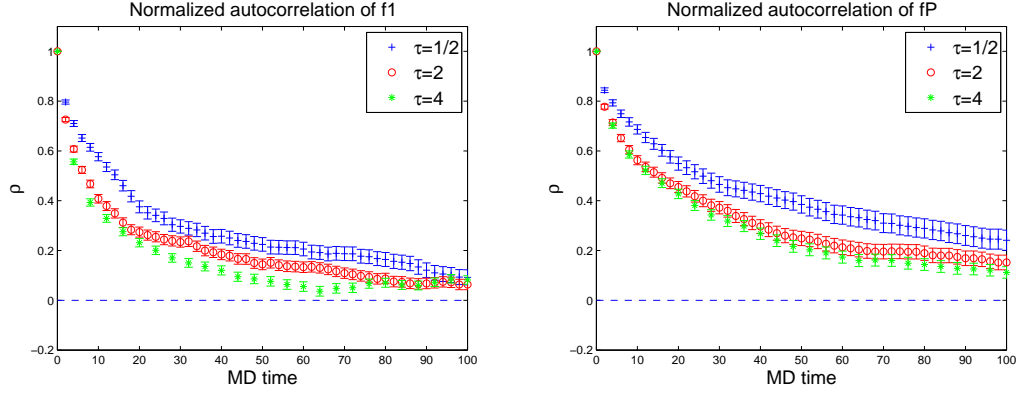 Normalized autocorrelation of f1
1
0.8
0.6
0.4
0.2
0
−0.2
ρ
τ=1/2
τ=2
τ=4
0 10 20 30 40 50 60 70 80 90 100
MD time
Normalized autocorrelation of fP
1
0.8
0.6
0.4
0.2
0
−0.2
ρ
τ=1/2
τ=2
τ=4
0 10 20 30 40 50 60 70 80 90 100
MD time